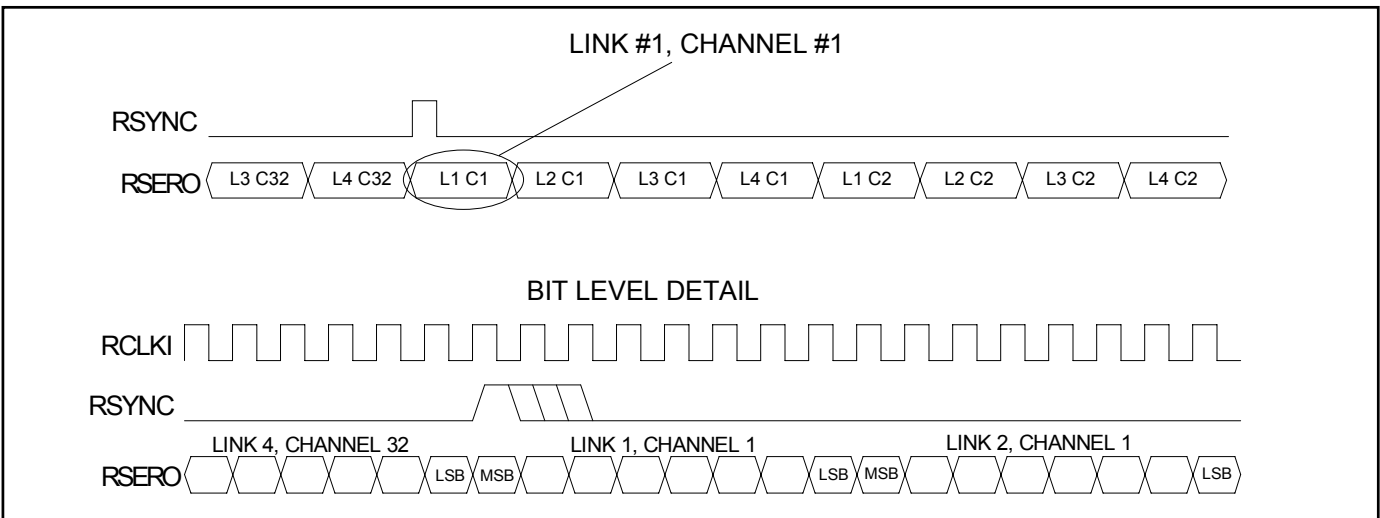 LINK #1, CHANNEL #1
RSYNC
RSERO L3 C32 L4 C32 L1 C1 L2 C1 L3 C1 L4 C1 L1 C2 L2 C2 L3 C2 L4 C2
BIT LEVEL DETAIL
RCLKI
RSYNC
LINK 4, CHANNEL 32 LINK 1, CHANNEL 1 LINK 2, CHANNEL 1
RSERO LSB MSB LSB MSB LSB